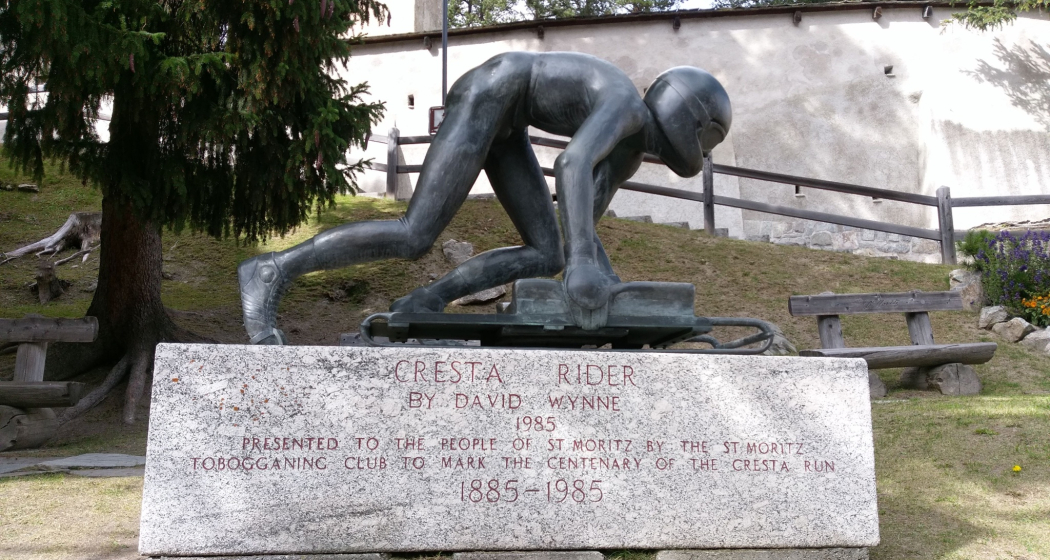 CRESTA RIDER
BY DAVID WYNNE
1985
PRESENTED TO THE PEOPLE OF ST MORITZ BY THE ST MORITZ
TOBOGGANING CLUB TO MARK THE CENTENARY OF THE CRESTA RUN
1885-1985